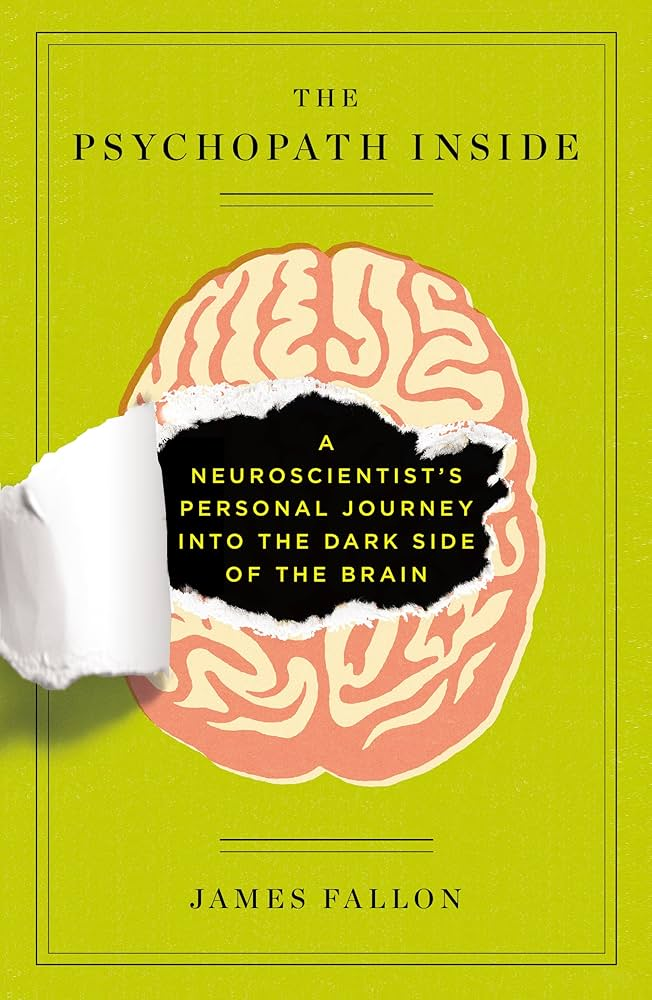 THE
PSYCHOPATH INSIDE
A
NEUROSCIENTIST'S
PERSONAL JOURNEY
INTO THE DARK SIDE
OF THE BRAIN
JAMES FALLON